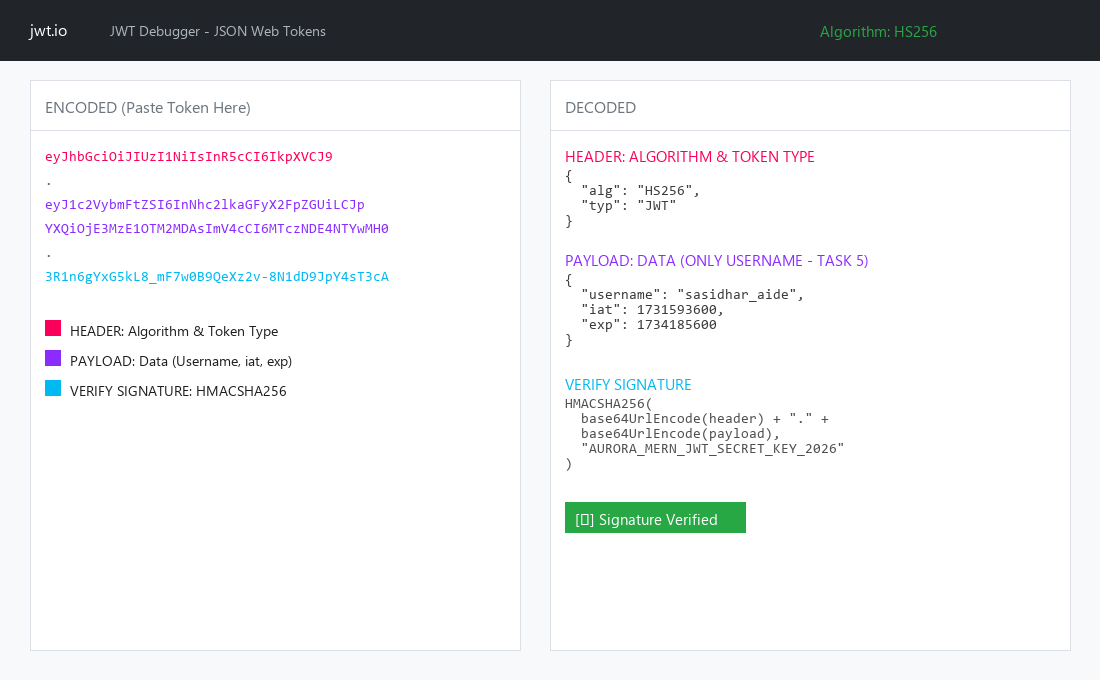 jwt.io
JWT Debugger - JSON Web Tokens
Algorithm: HS256
ENCODED (Paste Token Here)
eyJhbGciOiJIUzI1NiIsInR5cCI6IkpXVCJ9
.
eyJ1c2VybmFtZSI6InNhc2lkaGFyX2FpZGUiLCJp
YXQiOjE3MzE1OTM2MDAsImV4cCI6MTczNDE4NTYwMH0
.
3R1n6gYxG5kL8_mF7w0B9QeXz2v-8N1dD9JpY4sT3cA
HEADER: Algorithm & Token Type
PAYLOAD: Data (Username, iat, exp)
VERIFY SIGNATURE: HMACSHA256
DECODED
HEADER: ALGORITHM & TOKEN TYPE
{
"alg": "HS256",
"typ": "JWT"
}
PAYLOAD: DATA (ONLY USERNAME - TASK 5)
{
"username": "sasidhar_aide",
"iat": 1731593600,
"exp": 1734185600
}
VERIFY SIGNATURE
HMACSHA256(
base64UrlEncode(header) + "." +
base64UrlEncode(payload),
"AURORA_MERN_JWT_SECRET_KEY_2026"
)
[▯] Signature Verified